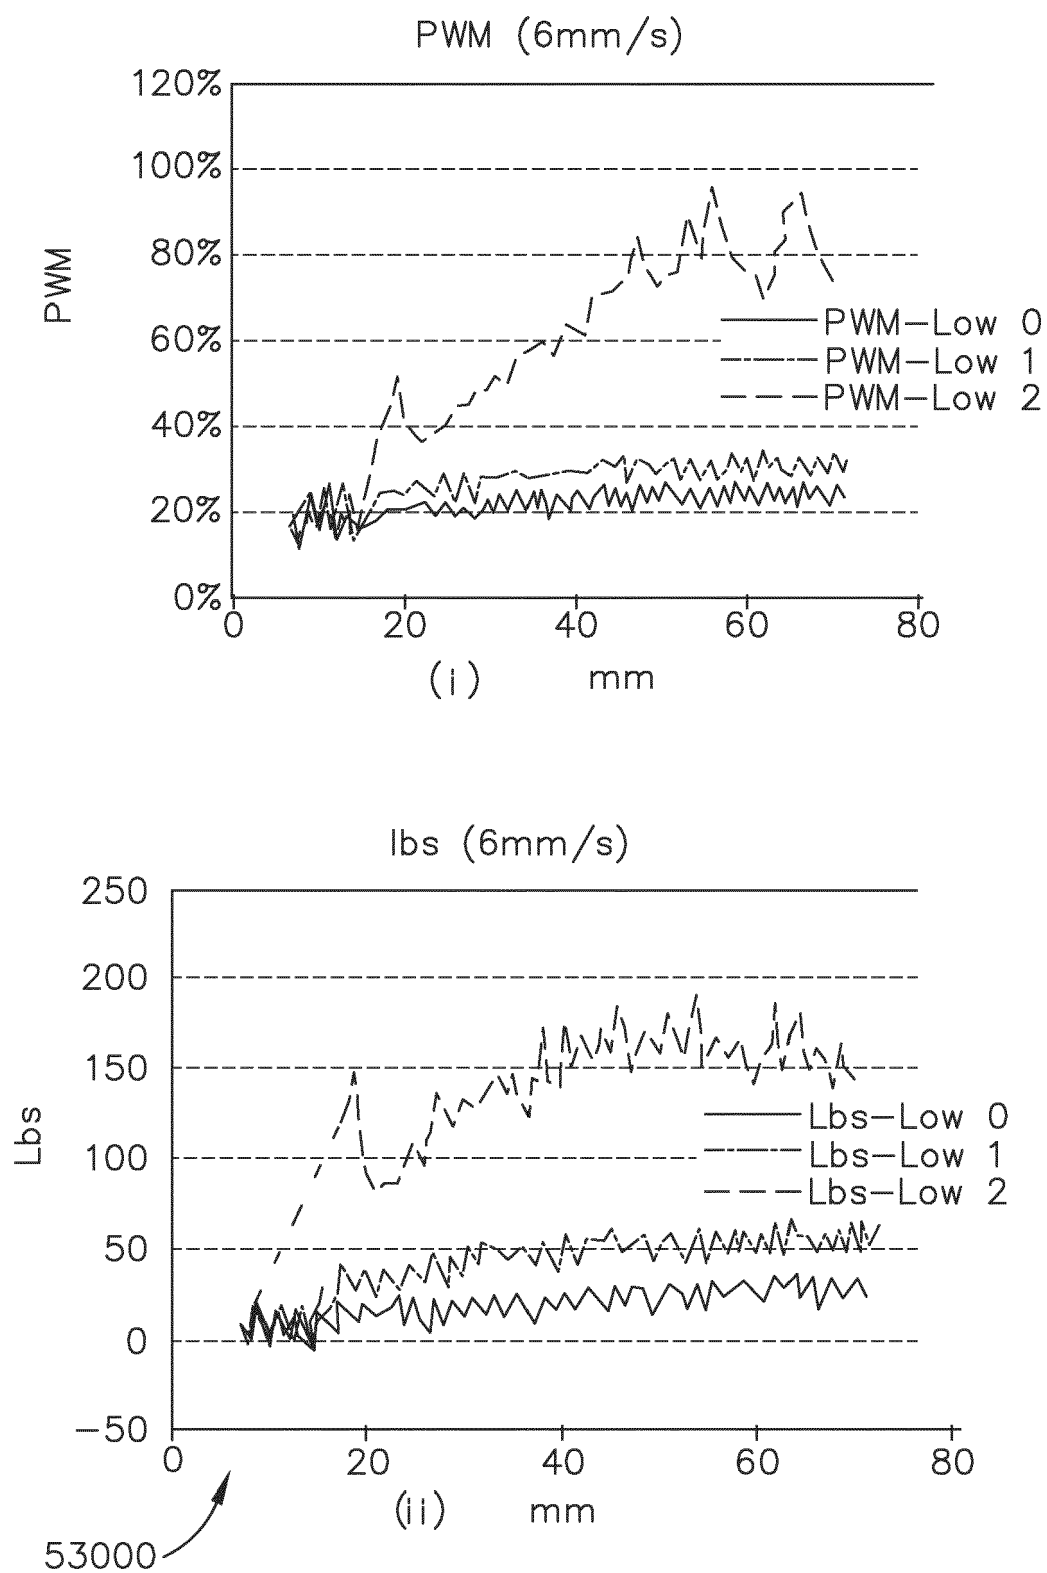 PWM (6mm/s)
120%
100%
80%
60%
40%
20%
0%
PWM
PWM-Low 0
PWM-Low 1
PWM-Low 2
0 20 40 60 80
(i) mm
lbs (6mm/s)
250
200
150
100
50
0
-50
Lbs
Lbs-Low 0
Lbs-Low 1
Lbs-Low 2
0 20 40 60 80
(ii) mm
53000